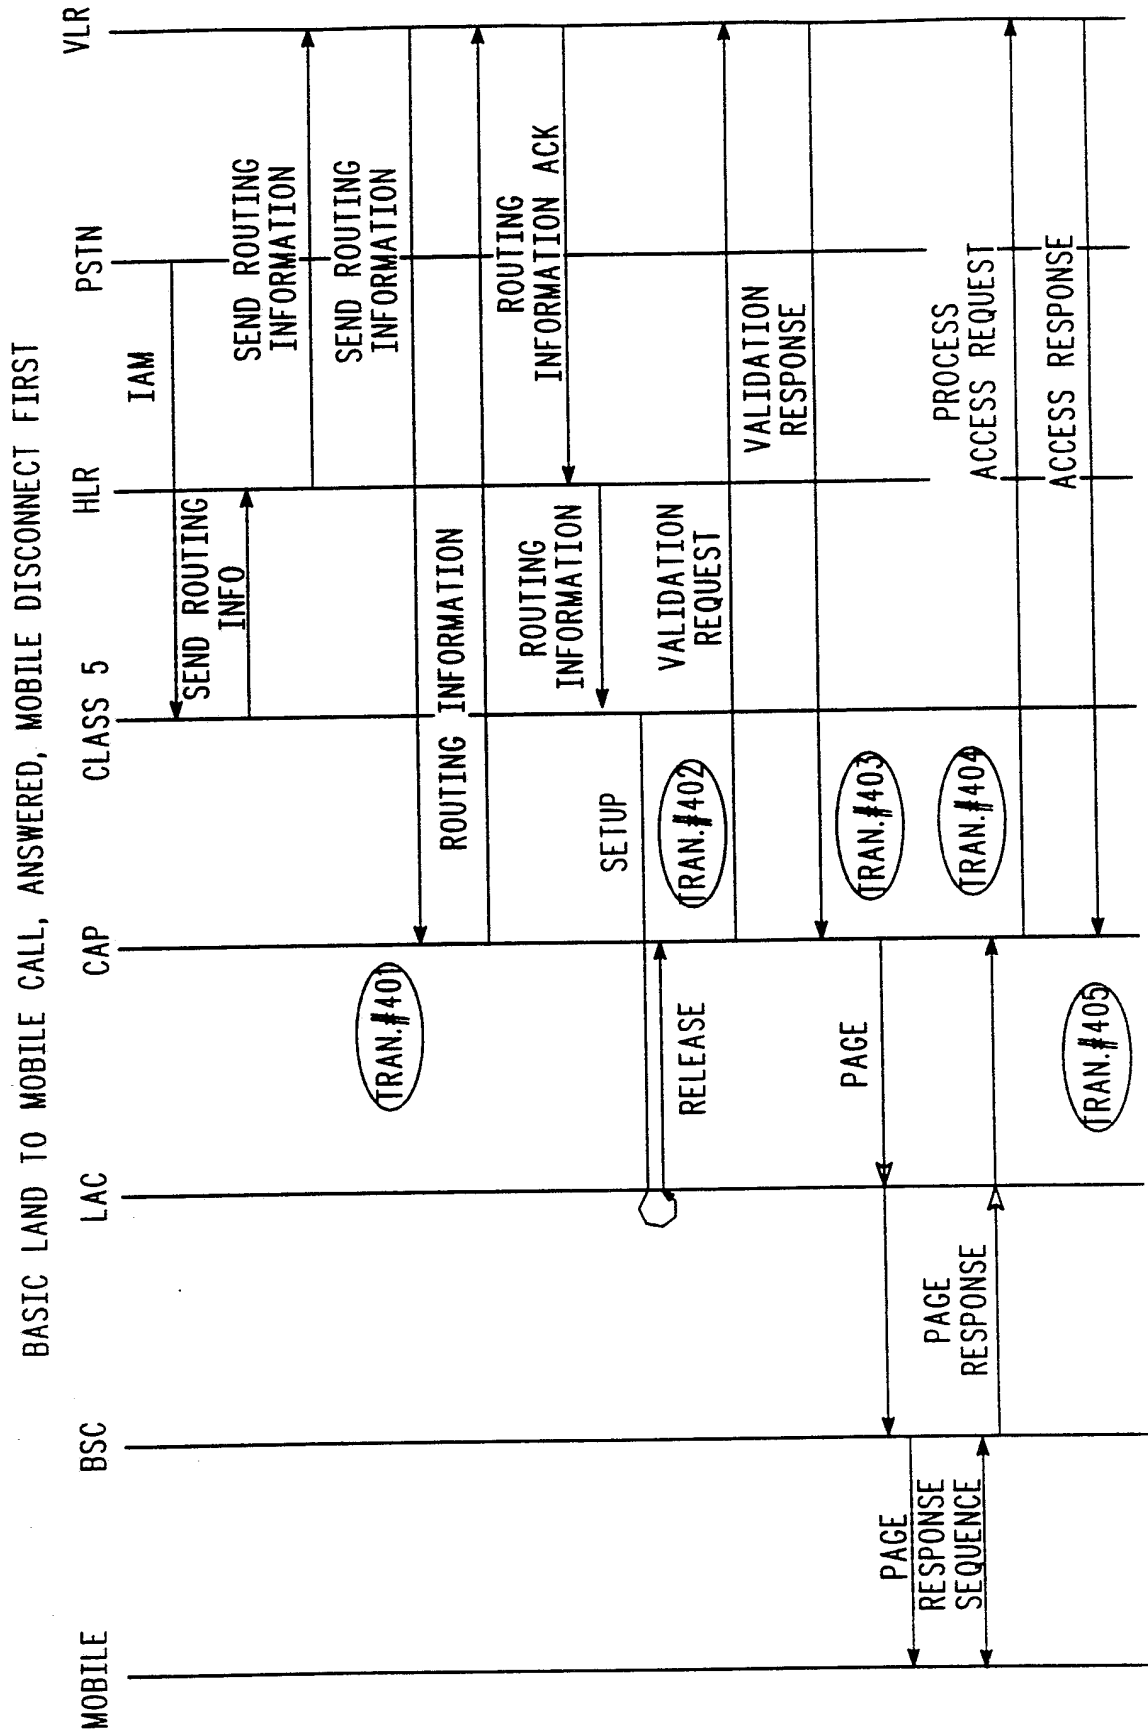 BASIC LAND TO MOBILE CALL, ANSWERED, MOBILE DISCONNECT FIRST
MOBILE
BSC
LAC
CAP
CLASS 5
HLR
PSTN
VLR
IAM
SEND ROUTING
INFO
SEND ROUTING
INFORMATION
SEND ROUTING
INFORMATION
TRAN.#401
ROUTING INFORMATION
ROUTING
INFORMATION ACK
ROUTING
INFORMATION
SETUP
RELEASE
TRAN.#402
VALIDATION
REQUEST
VALIDATION
RESPONSE
TRAN.#403
PAGE
PAGE
RESPONSE
SEQUENCE
PAGE
RESPONSE
TRAN.#404
PROCESS
ACCESS REQUEST
ACCESS RESPONSE
TRAN.#405